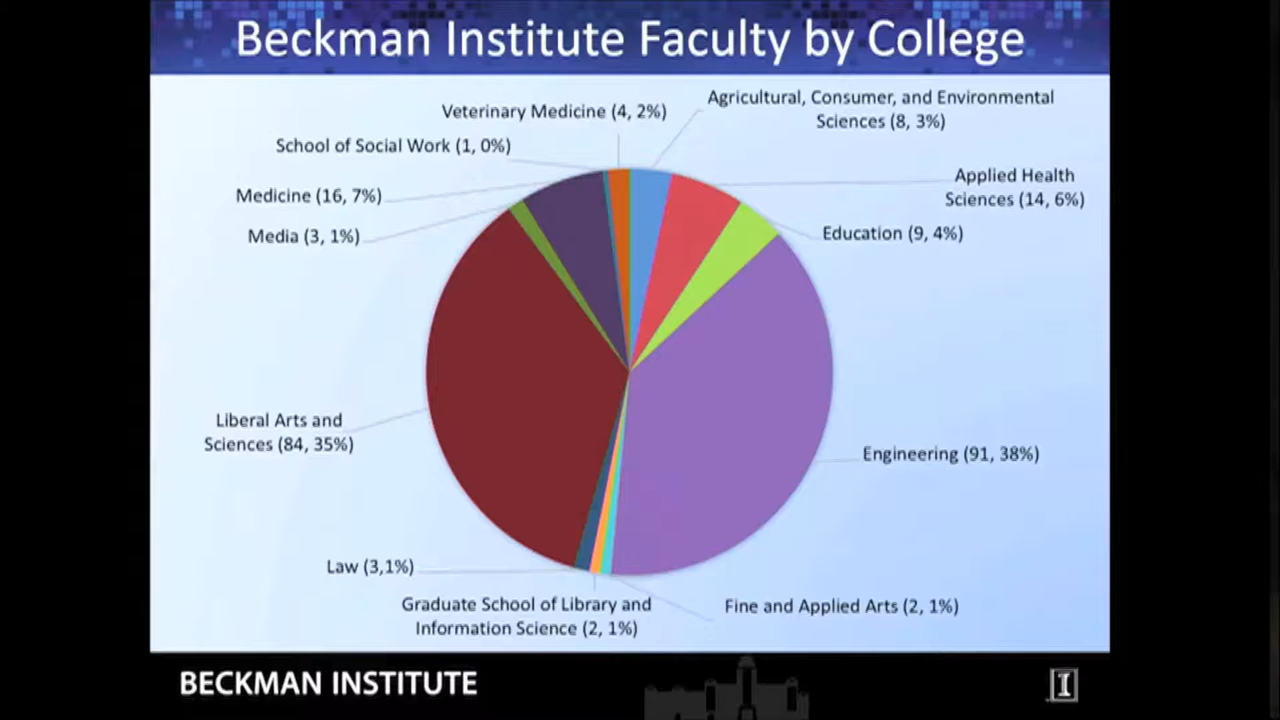 Beckman Institute Faculty by College
Veterinary Medicine (4, 2%)
Agricultural, Consumer, and Environmental
Sciences (8, 3%)
School of Social Work (1, 0%)
Applied Health
Sciences (14, 6%)
Medicine (16, 7%)
Media (3, 1%)
Education (9, 4%)
Liberal Arts and
Sciences (84, 35%)
Engineering (91, 38%)
Law (3,1%)
Graduate School of Library and
Information Science (2, 1%)
Fine and Applied Arts (2, 1%)
BECKMAN INSTITUTE
I